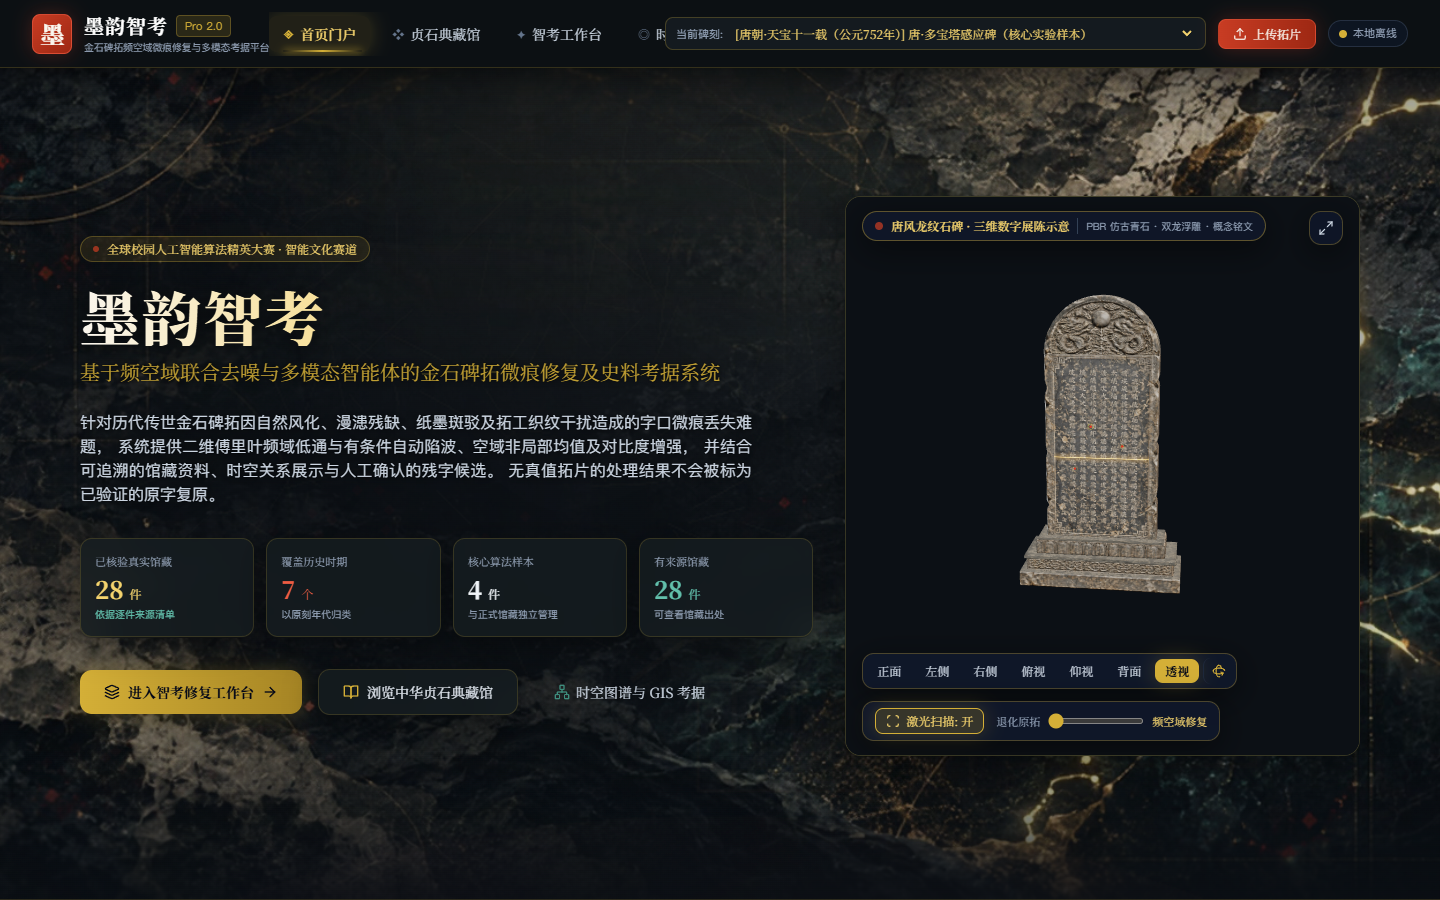 墨
墨韵智考 Pro 2.0
金石碑拓频空域微痕修复与多模态考据平台
首页门户
贞石典藏馆
智考工作台
当前碑刻: [唐朝·天宝十一载（公元752年）] 唐·多宝塔感应碑（核心实验样本）
上传拓片
本地离线
全球校园人工智能算法精英大赛 · 智能文化赛道
墨韵智考
基于频空域联合去噪与多模态智能体的金石碑拓微痕修复及史料考据系统
针对历代传世金石碑拓因自然风化、漫漶残缺、纸墨斑驳及拓工织纹干扰造成的字口微痕丢失难
题， 系统提供二维傅里叶频域低通与有条件自动陷波、空域非局部均值及对比度增强， 并结合
可追溯的馆藏资料、时空关系展示与人工确认的残字候选。 无真值拓片的处理结果不会被标为
已验证的原字复原。
已核验真实馆藏
28 件
依据逐件来源清单
覆盖历史时期
7 个
以原刻年代归类
核心算法样本
4 件
与正式馆藏独立管理
有来源馆藏
28 件
可查看馆藏出处
进入智考修复工作台
浏览中华贞石典藏馆
时空图谱与 GIS 考据
唐风龙纹石碑 · 三维数字展陈示意
PBR 仿古青石 · 双龙浮雕 · 概念铭文
正面 左侧 右侧 俯视 仰视 背面 透视
激光扫描: 开
退化原拓
频空域修复